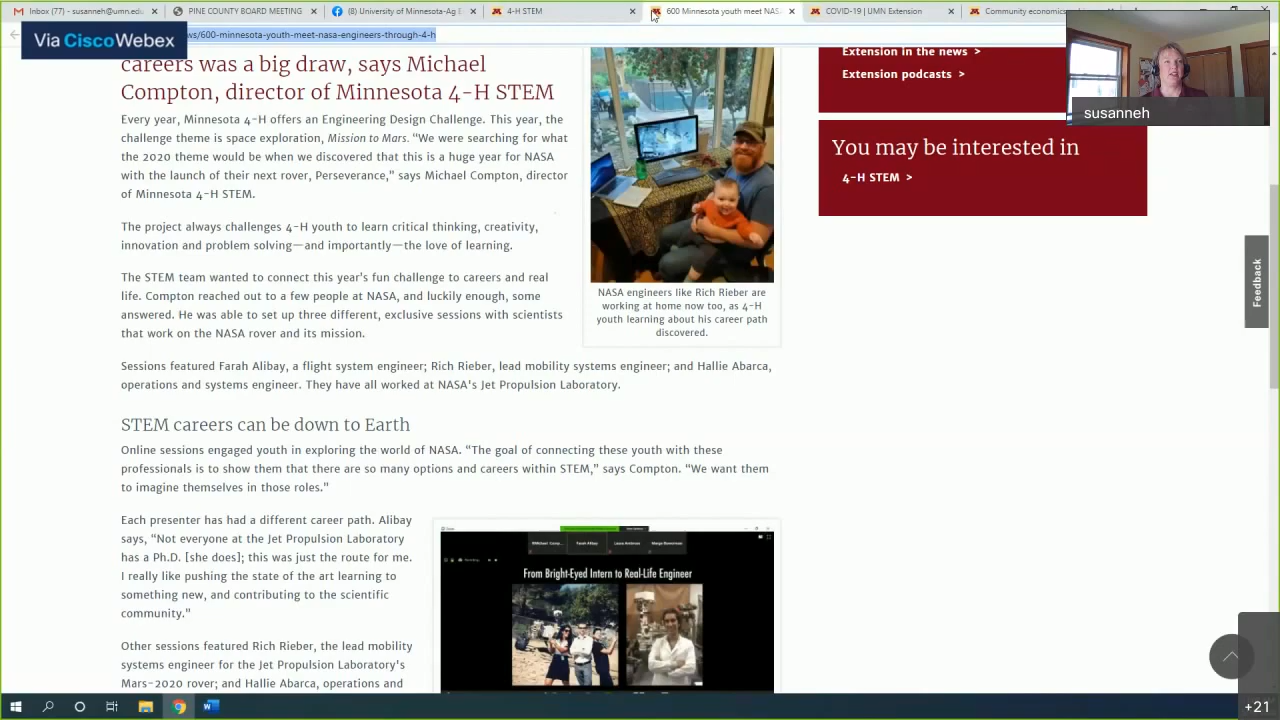 Inbox (77) - susanneh@umn.edu
PINE COUNTY BOARD MEETING
(8) University of Minnesota-Ag E
4-H STEM
600 Minnesota youth meet NAS
COVID-19 | UMN Extension
Community economics
Via CiscoWebex
ws/600-minnesota-youth-meet-nasa-engineers-through-4-h
careers was a big draw, says Michael
Compton, director of Minnesota 4-H STEM
Every year, Minnesota 4-H offers an Engineering Design Challenge. This year, the
challenge theme is space exploration, Mission to Mars. "We were searching for what
the 2020 theme would be when we discovered that this is a huge year for NASA
with the launch of their next rover, Perseverance," says Michael Compton, director
of Minnesota 4-H STEM.
The project always challenges 4-H youth to learn critical thinking, creativity,
innovation and problem solving—and importantly—the love of learning.
The STEM team wanted to connect this year's fun challenge to careers and real
life. Compton reached out to a few people at NASA, and luckily enough, some
answered. He was able to set up three different, exclusive sessions with scientists
that work on the NASA rover and its mission.
NASA engineers like Rich Rieber are
working at home now too, as 4-H
youth learning about his career path
discovered.
Sessions featured Farah Alibay, a flight system engineer; Rich Rieber, lead mobility systems engineer; and Hallie Abarca,
operations and systems engineer. They have all worked at NASA's Jet Propulsion Laboratory.
STEM careers can be down to Earth
Online sessions engaged youth in exploring the world of NASA. "The goal of connecting these youth with these
professionals is to show them that there are so many options and careers within STEM," says Compton. "We want them
to imagine themselves in those roles."
Each presenter has had a different career path. Alibay
says, "Not everyone at the Jet Propulsion Laboratory
has a Ph.D. [she does]; this was just the route for me.
I really like pushing the state of the art learning to
something new, and contributing to the scientific
community."
Other sessions featured Rich Rieber, the lead mobility
systems engineer for the Jet Propulsion Laboratory's
Mars-2020 rover; and Hallie Abarca, operations and
Farah Alibay
From Bright-Eyed Intern to Real-Life Engineer
Extension in the news >
Extension podcasts >
You may be interested in
4-H STEM >
susanneh
Feedback
+21